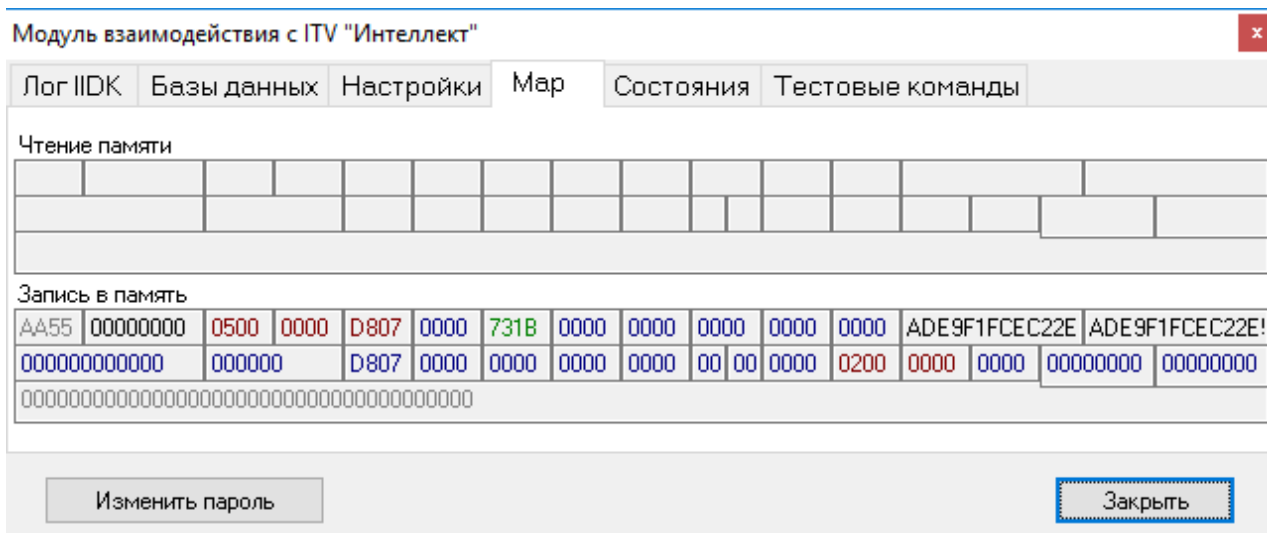 Модуль взаимодействия с ITV "Интеллект" x
Лог IIDK Базы данных Настройки Map Состояния Тестовые команды
Чтение памяти
Запись в память
AA55 00000000 0500 0000 D807 0000 731B 0000 0000 0000 0000 0000 ADE9F1FCEC22E ADE9F1FCEC22E!
000000000000 000000 D807 0000 0000 0000 0000 00 00 0000 0200 0000 0000 00000000 00000000
00000000000000000000000000000000
Изменить пароль Закрыть